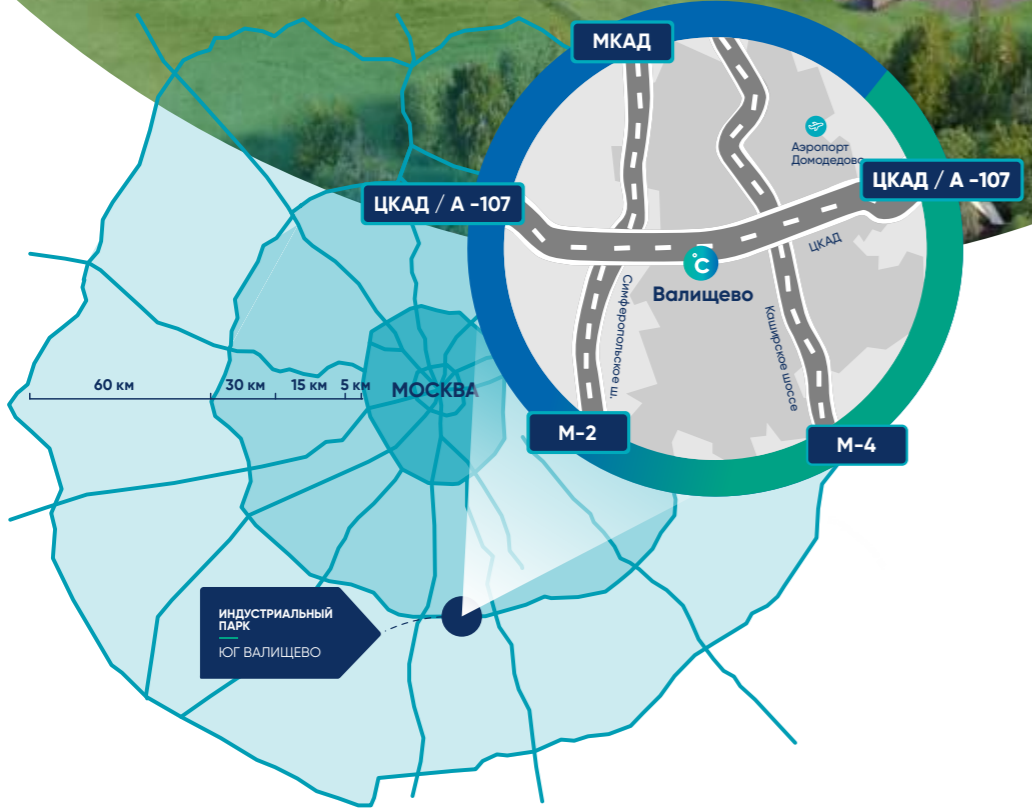 МКАД
Аэропорт
Домодедово
ЦКАД / А -107
ЦКАД / А -107
ЦКАД
°C
Валищево
Симферопольское ш.
Каширское шоссе
60 км
30 км
15 км
5 км
МОСКВА
М-2
М-4
ИНДУСТРИАЛЬНЫЙ
ПАРК
ЮГ ВАЛИЩЕВО